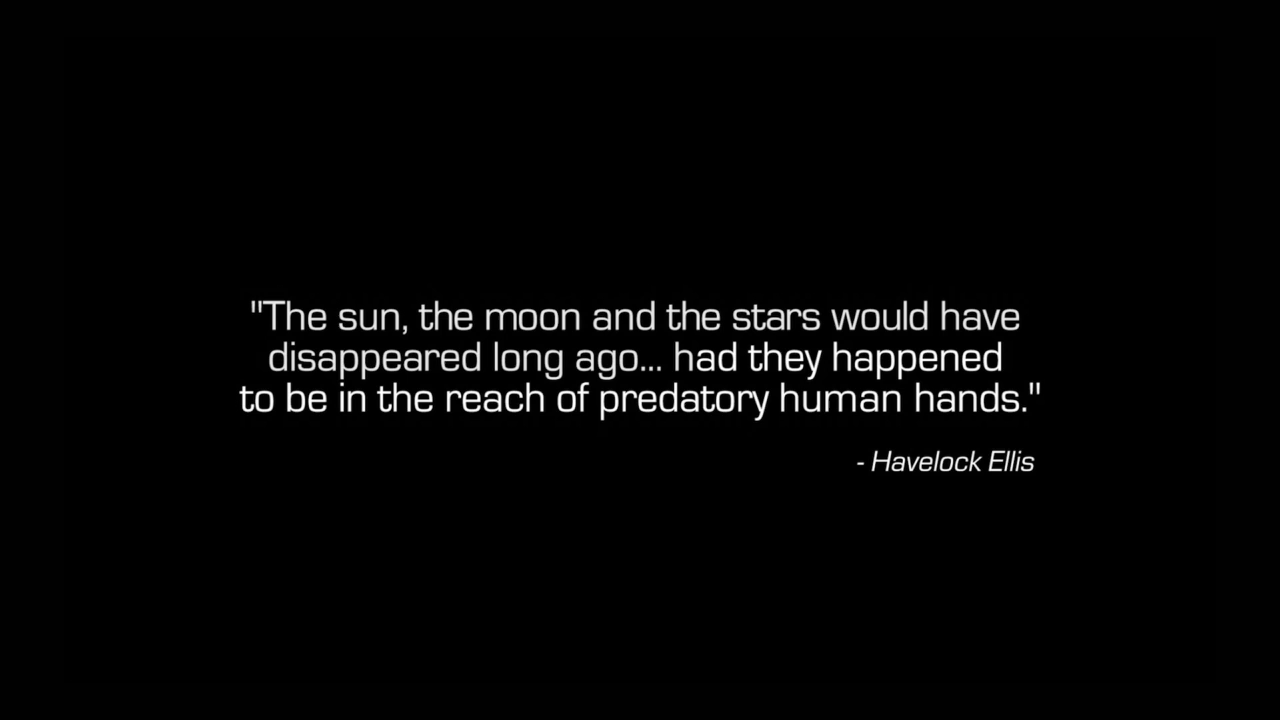 "The sun, the moon and the stars would have
disappeared long ago... had they happened
to be in the reach of predatory human hands."
- Havelock Ellis